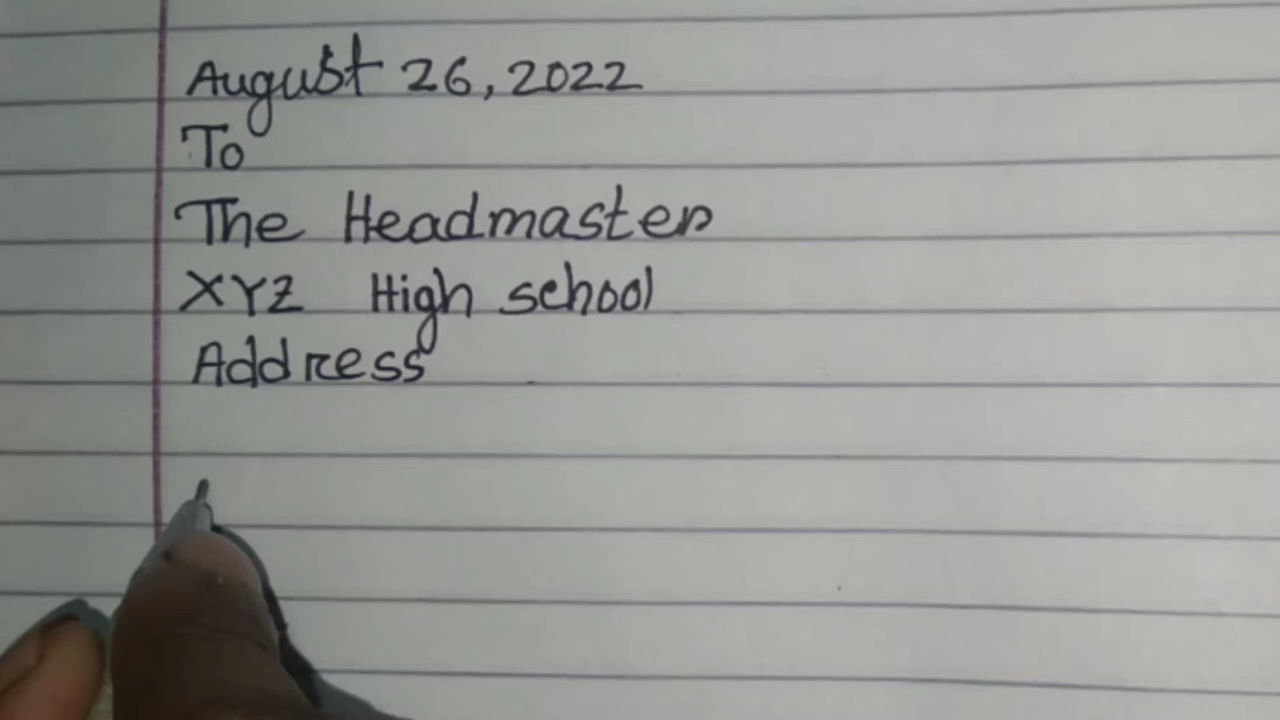 August 26, 2022
To
The Headmaster
XYZ High school
Address